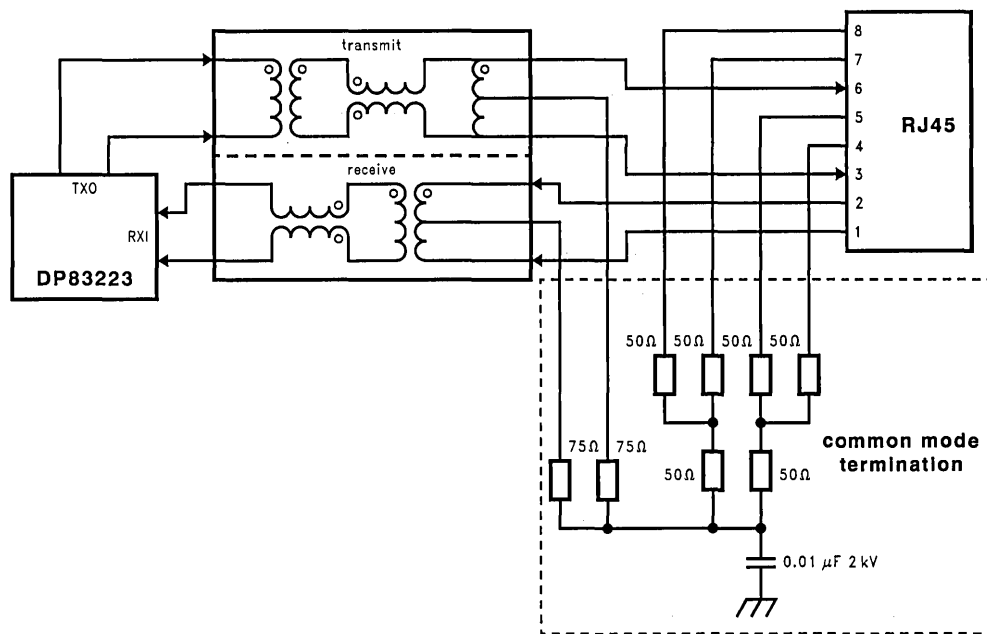 transmit
8
7
6
5
4
3
2
1
RJ45
receive
TXO
RXI
DP83223
50Ω 50Ω 50Ω 50Ω
75Ω 75Ω
50Ω 50Ω
common mode
termination
0.01 μF 2 kV